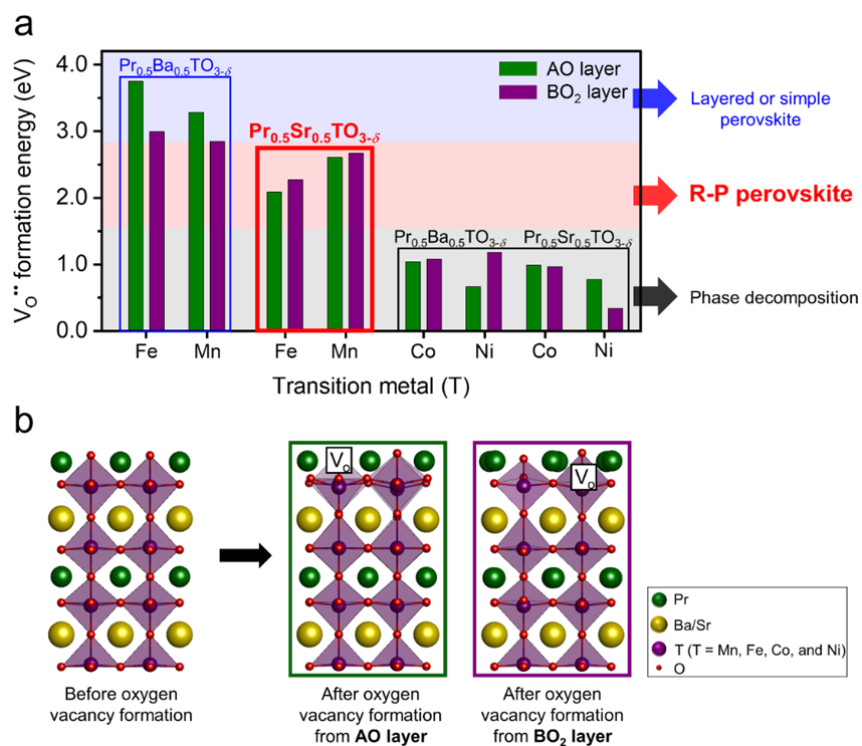 a
Pr0.5Ba0.5TO3-δ
AO layer
BO2 layer
Pr0.5Sr0.5TO3-δ
Pr0.5Ba0.5TO3-δ Pr0.5Sr0.5TO3-δ
VO•• formation energy (eV)
4.0
3.0
2.0
1.0
0.0
Fe Mn Fe Mn Co Ni Co Ni
Transition metal (T)
Layered or simple
perovskite
R-P perovskite
Phase decomposition
b
Vo
Vo
Before oxygen
vacancy formation
After oxygen
vacancy formation
from AO layer
After oxygen
vacancy formation
from BO2 layer
Pr
Ba/Sr
T (T = Mn, Fe, Co, and Ni)
O